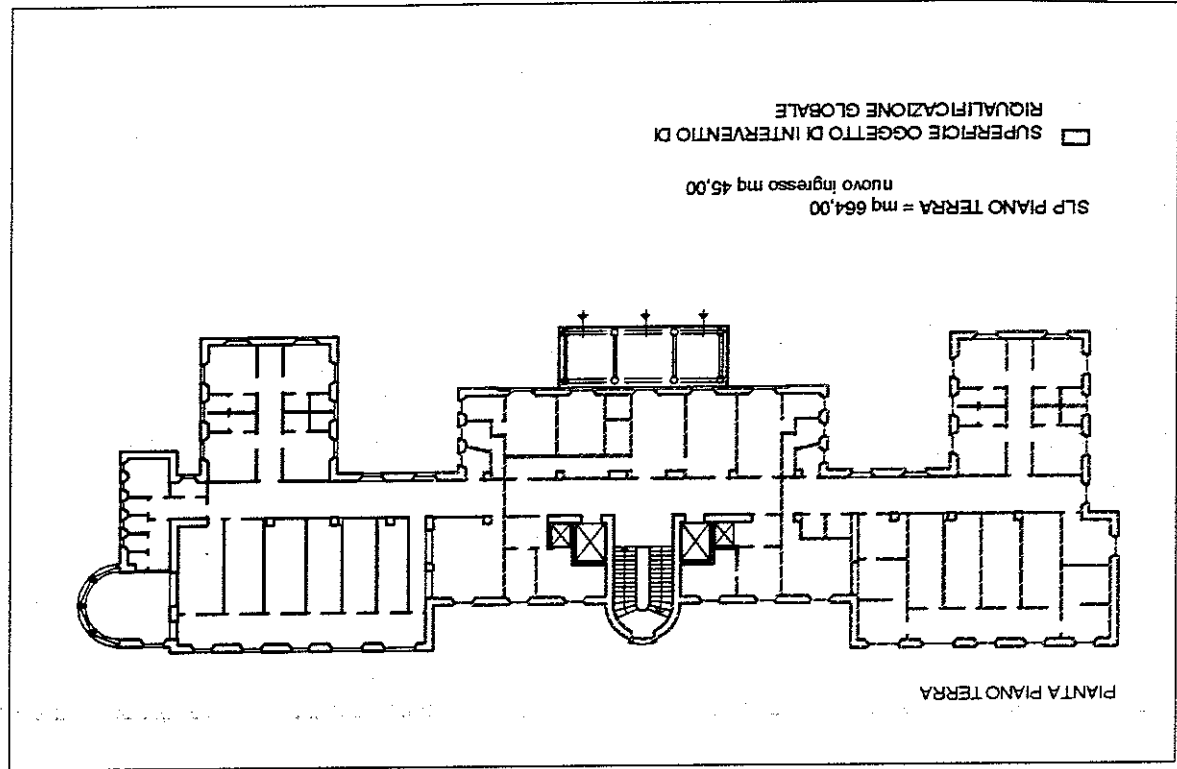 PIANTA PIANO TERRA
SLP PIANO TERRA = mq 664,00
nuovo ingresso mq 45,00
SUPERFICIE OGGETTO DI INTERVENTIO DI
RIQUALIFICAZIONE GLOBALE